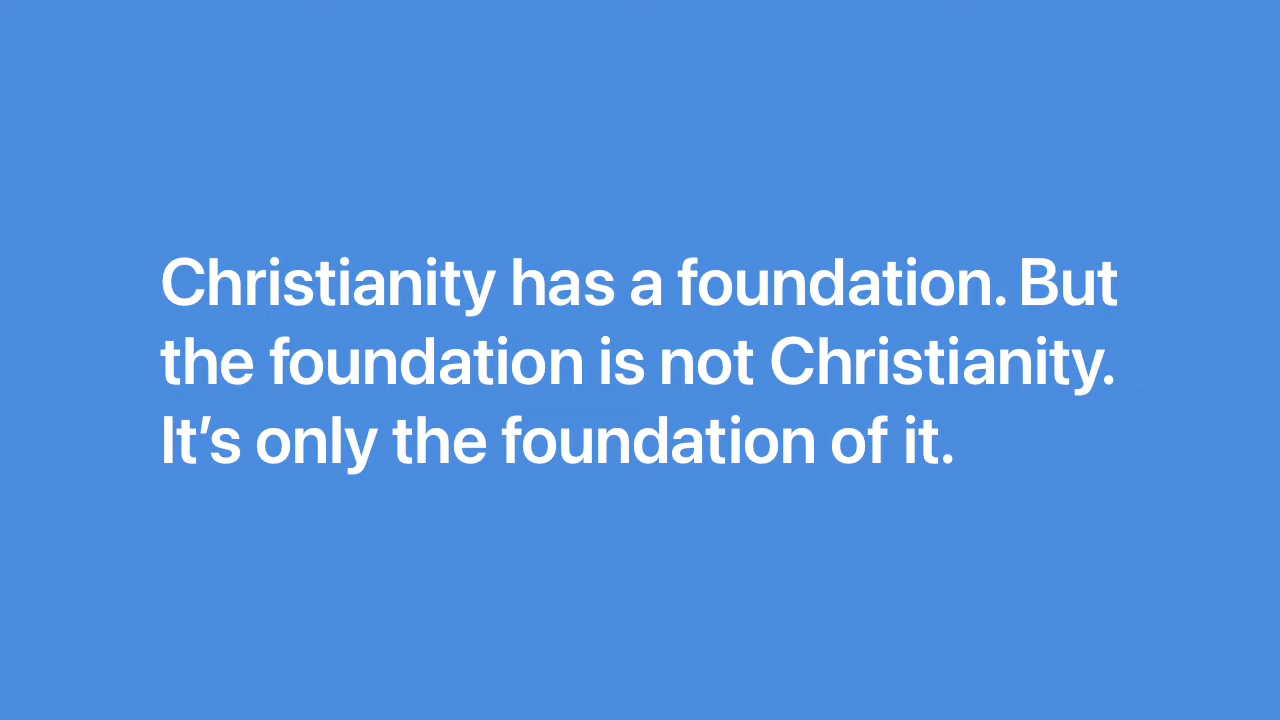 Christianity has a foundation. But
the foundation is not Christianity.
It’s only the foundation of it.